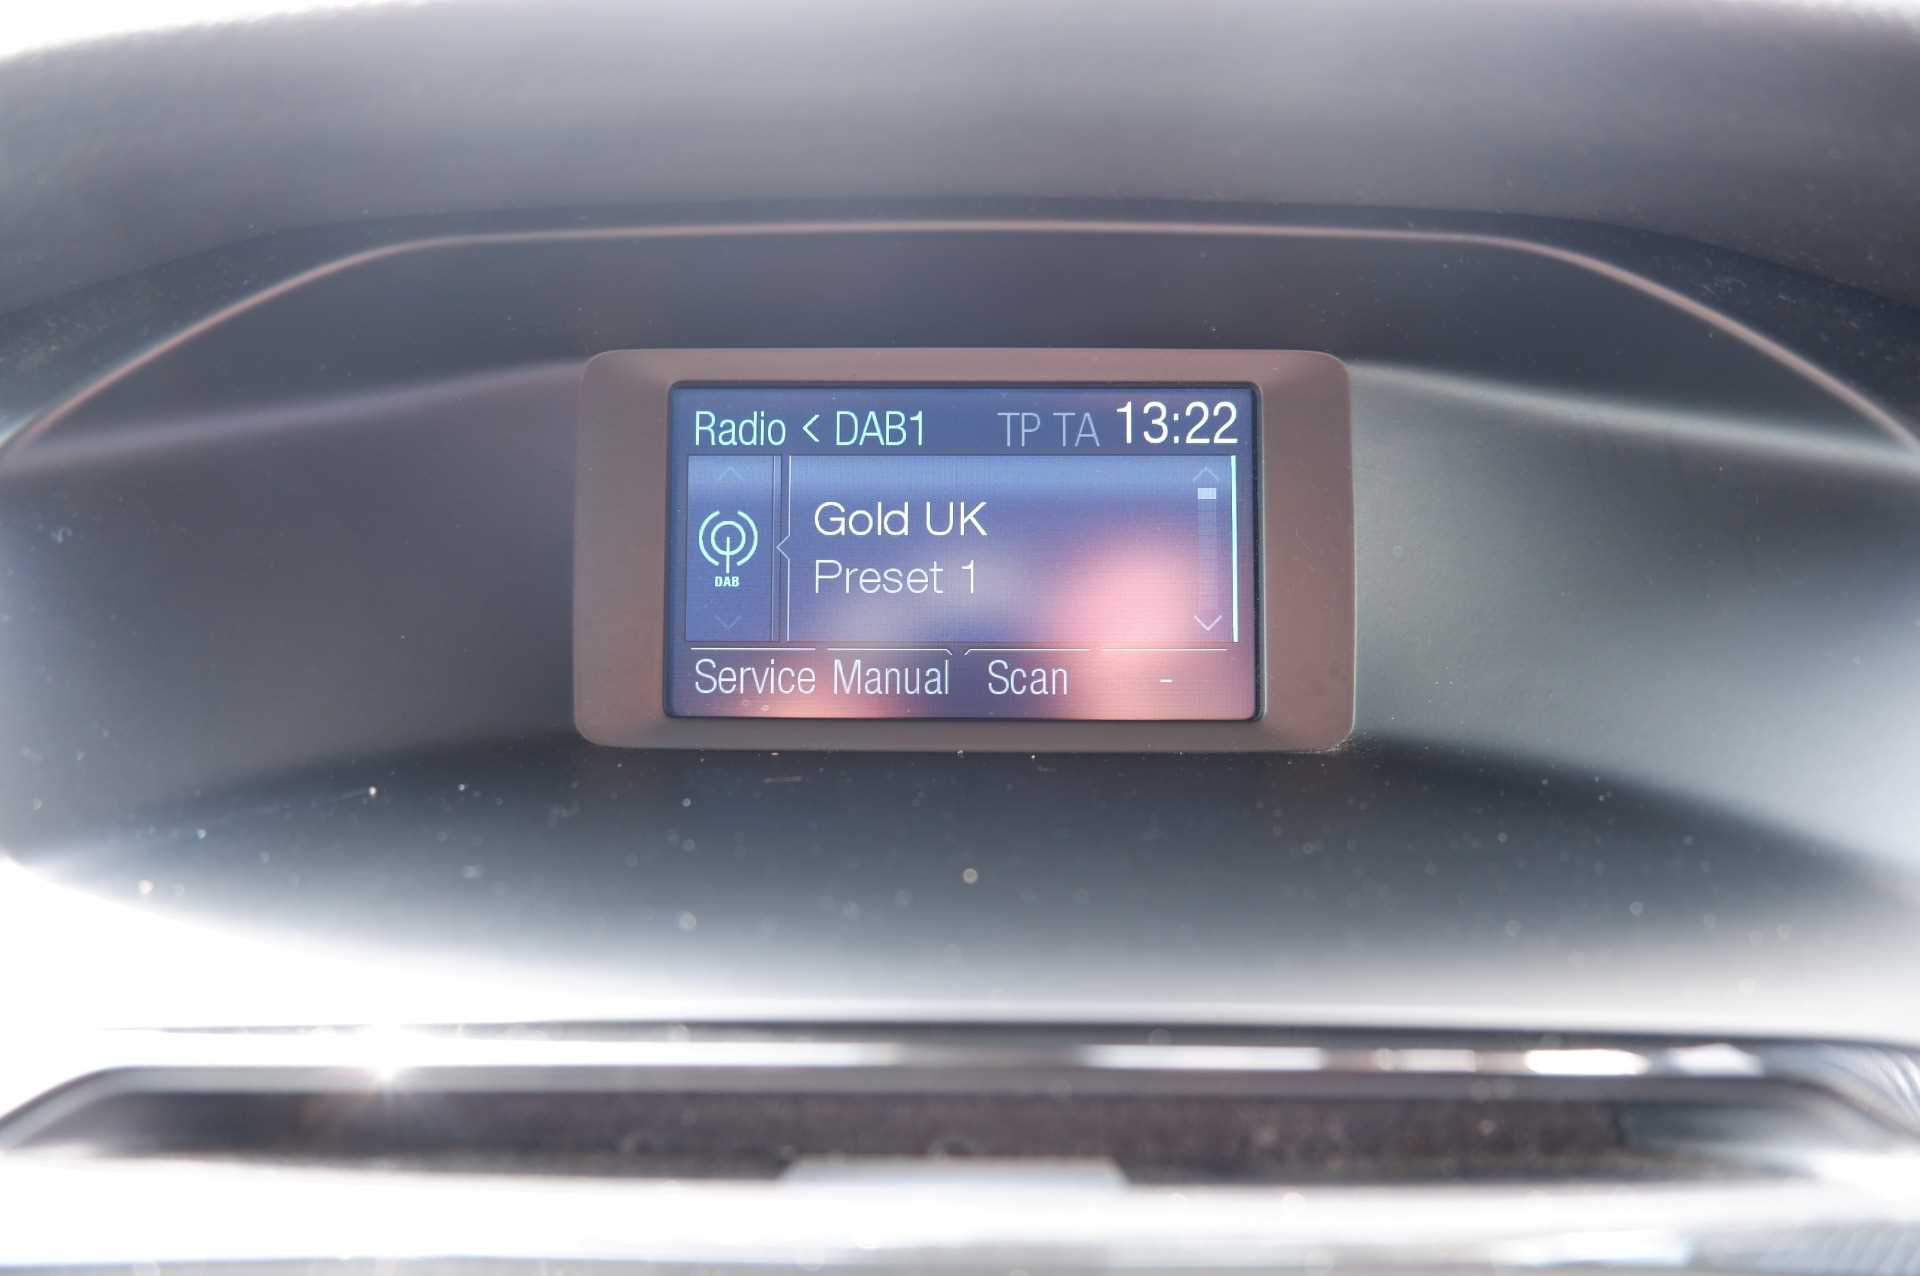 Radio < DAB1 TP TA 13:22
Gold UK
Preset 1
DAB
Service Manual Scan -